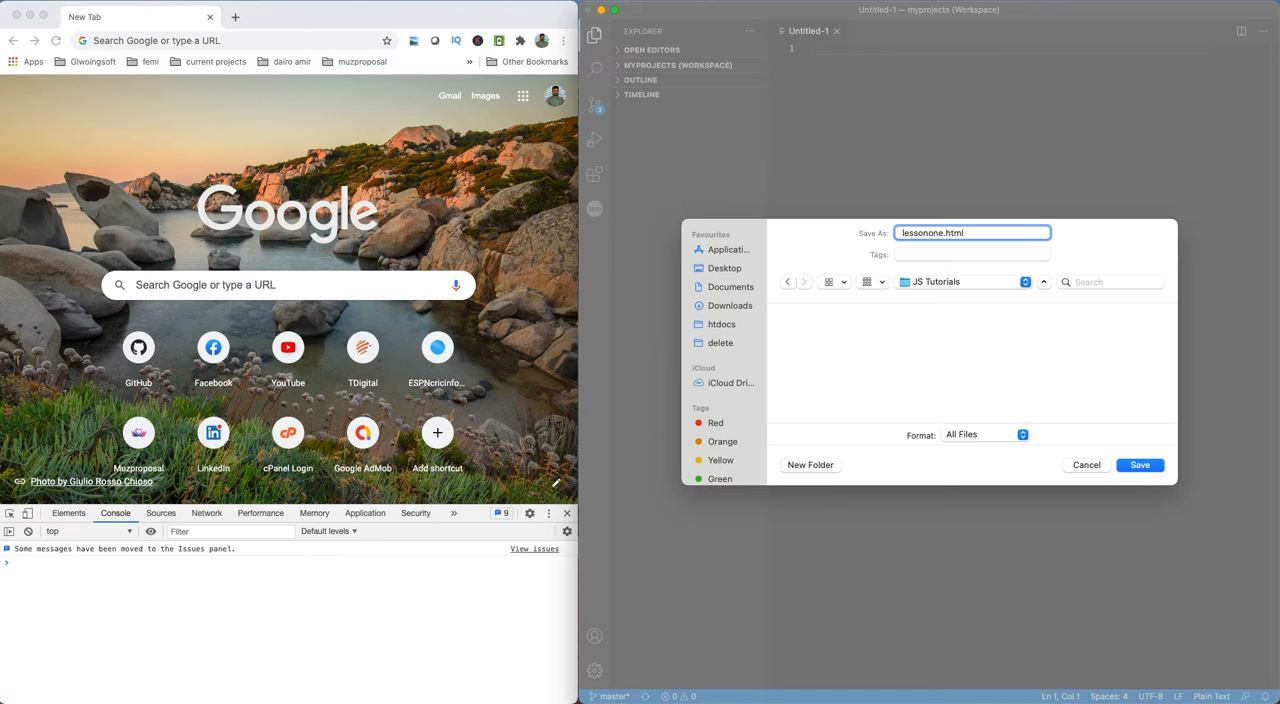 New Tab
Search Google or type a URL
Apps Glwoingsoft femi current projects dairo amir muzproposal » Other Bookmarks
Gmail Images
Google
Search Google or type a URL
GitHub Facebook YouTube TDigital ESPNcricinfo...
Muzproposal LinkedIn cPanel Login Google AdMob Add shortcut
Photo by Giulio Rosso Chioso
Elements Console Sources Network Performance Memory Application Security » 9
top Filter Default levels
Some messages have been moved to the Issues panel. View issues
>
Untitled-1 — myprojects (Workspace)
EXPLORER
Untitled-1
1
OPEN EDITORS
MYPROJECTS (WORKSPACE)
OUTLINE
TIMELINE
3
Save As: lessonone.html
Tags:
JS Tutorials
Search
Favourites
Applicati...
Desktop
Documents
Downloads
htdocs
delete
iCloud
iCloud Dri...
Tags
Red
Orange
Yellow
Green
Format: All Files
New Folder Cancel Save
master* 0 0 Ln 1, Col 1 Spaces: 4 UTF-8 LF Plain Text